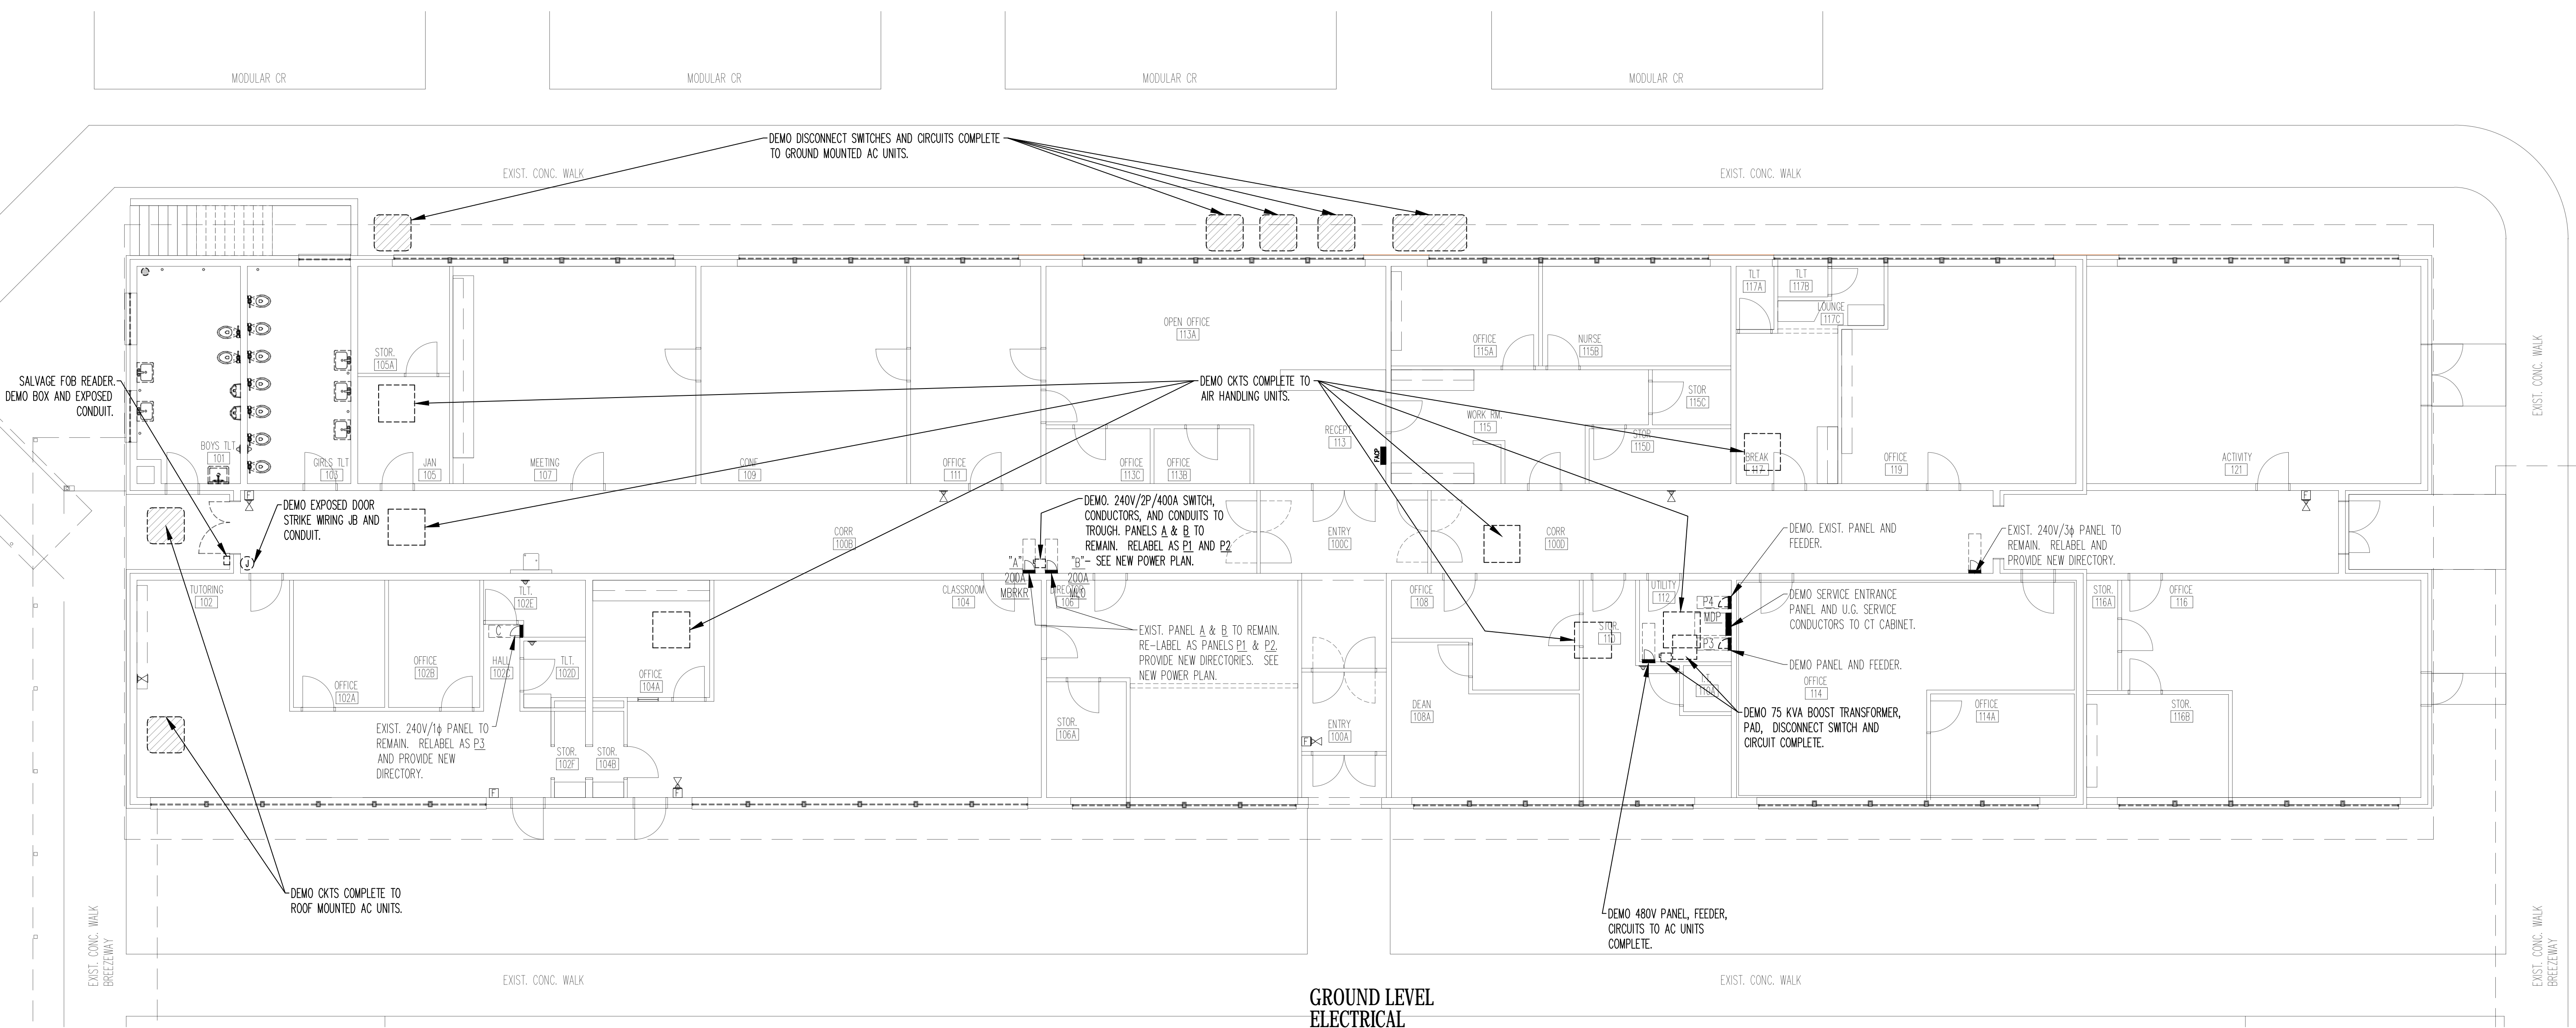 MODULAR CR
MODULAR CR
MODULAR CR
MODULAR CR
DEMO DISCONNECT SWITCHES AND CIRCUITS COMPLETE
TO GROUND MOUNTED AC UNITS.
EXIST. CONC. WALK
EXIST. CONC. WALK
EXIST. CONC. WALK
SALVAGE FOB READER.
DEMO BOX AND EXPOSED
CONDUIT.
STOR.
105A
OPEN OFFICE
113A
OFFICE
115A
NURSE
115B
TLT
117A
TLT
117B
LOUNGE
117C
DEMO CKTS COMPLETE TO
AIR HANDLING UNITS.
STOR
115C
WORK RM.
115
RECEPT
113
FACP
STOR
115D
BOYS TLT
101
GIRLS TLT
103
JAN
105
MEETING
107
CONF
109
OFFICE
111
OFFICE
113C
OFFICE
113B
BREAK
117
OFFICE
119
ACTIVITY
121
F
F
DEMO EXPOSED DOOR
STRIKE WIRING JB AND
CONDUIT.
J
CORR
100B
DEMO. 240V/2P/400A SWITCH,
CONDUCTORS, AND CONDUITS TO
TROUGH. PANELS A & B TO
REMAIN. RELABEL AS P1 AND P2
- SEE NEW POWER PLAN.
"A"
200A
MBRKR
"B"
200A
MLO
ENTRY
100C
CORR
100D
DEMO. EXIST. PANEL AND
FEEDER.
EXIST. 240V/3ϕ PANEL TO
REMAIN. RELABEL AND
PROVIDE NEW DIRECTORY.
TUTORING
102
TLT.
102E
CLASSROOM
104
DIRECTOR
106
OFFICE
108
UTILITY
112
P4
MDP
P3
DEMO SERVICE ENTRANCE
PANEL AND U.G. SERVICE
CONDUCTORS TO CT CABINET.
STOR.
116A
OFFICE
116
C
EXIST. PANEL A & B TO REMAIN.
RE-LABEL AS PANELS P1 & P2.
PROVIDE NEW DIRECTORIES. SEE
NEW POWER PLAN.
STOR.
110
DEMO PANEL AND FEEDER.
OFFICE
102A
OFFICE
102B
HALL
102C
TLT.
102D
OFFICE
104A
110A
OFFICE
114
EXIST. 240V/1ϕ PANEL TO
REMAIN. RELABEL AS P3
AND PROVIDE NEW
DIRECTORY.
STOR.
102F
STOR.
104B
STOR.
106A
ENTRY
100A
F
DEAN
108A
DEMO 75 KVA BOOST TRANSFORMER,
PAD, DISCONNECT SWITCH AND
CIRCUIT COMPLETE.
OFFICE
114A
STOR.
116B
F
F
DEMO CKTS COMPLETE TO
ROOF MOUNTED AC UNITS.
DEMO 480V PANEL, FEEDER,
CIRCUITS TO AC UNITS
COMPLETE.
EXIST. CONC. WALK
BREEZEWAY
EXIST. CONC. WALK
EXIST. CONC. WALK
EXIST. CONC. WALK
BREEZEWAY
GROUND LEVEL
ELECTRICAL